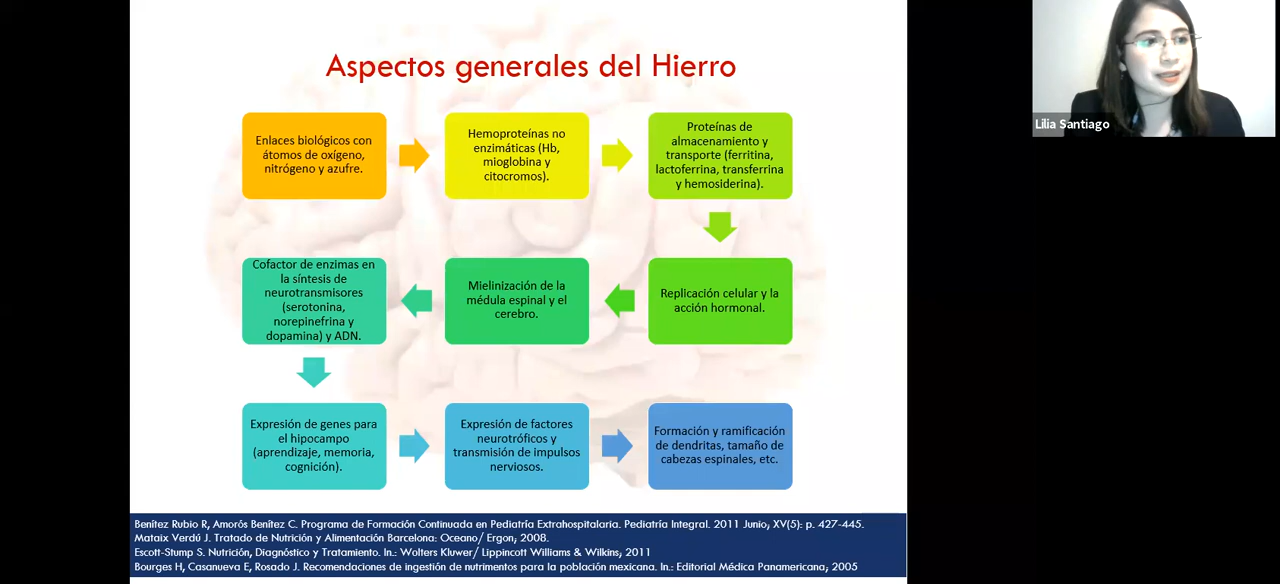 Aspectos generales del Hierro
Lilia Santiago
Enlaces biológicos con
átomos de oxígeno,
nitrógeno y azufre.
Hemoproteínas no
enzimáticas (Hb,
mioglobina y
citocromos).
Proteínas de
almacenamiento y
transporte (ferritina,
lactoferrina, transferrina
y hemosiderina).
Replicación celular y la
acción hormonal.
Mielinización de la
médula espinal y el
cerebro.
Cofactor de enzimas en
la síntesis de
neurotransmisores
(serotonina,
norepinefrina y
dopamina) y ADN.
Expresión de genes para
el hipocampo
(aprendizaje, memoria,
cognición).
Expresión de factores
neurotróficos y
transmisión de impulsos
nerviosos.
Formación y ramificación
de dendritas, tamaño de
cabezas espinales, etc.
Benítez Rubio R, Amorós Benítez C. Programa de Formación Continuada en Pediatría Extrahospitalaria. Pediatría Integral. 2011 Junio; XV(5): p. 427-445.
Mataix Verdú J. Tratado de Nutrición y Alimentación Barcelona: Oceano/ Ergon; 2008.
Escott-Stump S. Nutrición, Diagnóstico y Tratamiento. In.: Wolters Kluwer/ Lippincott Williams & Wilkins; 2011
Bourges H, Casanueva E, Rosado J. Recomendaciones de ingestión de nutrimentos para la población mexicana. In.: Editorial Médica Panamericana; 2005